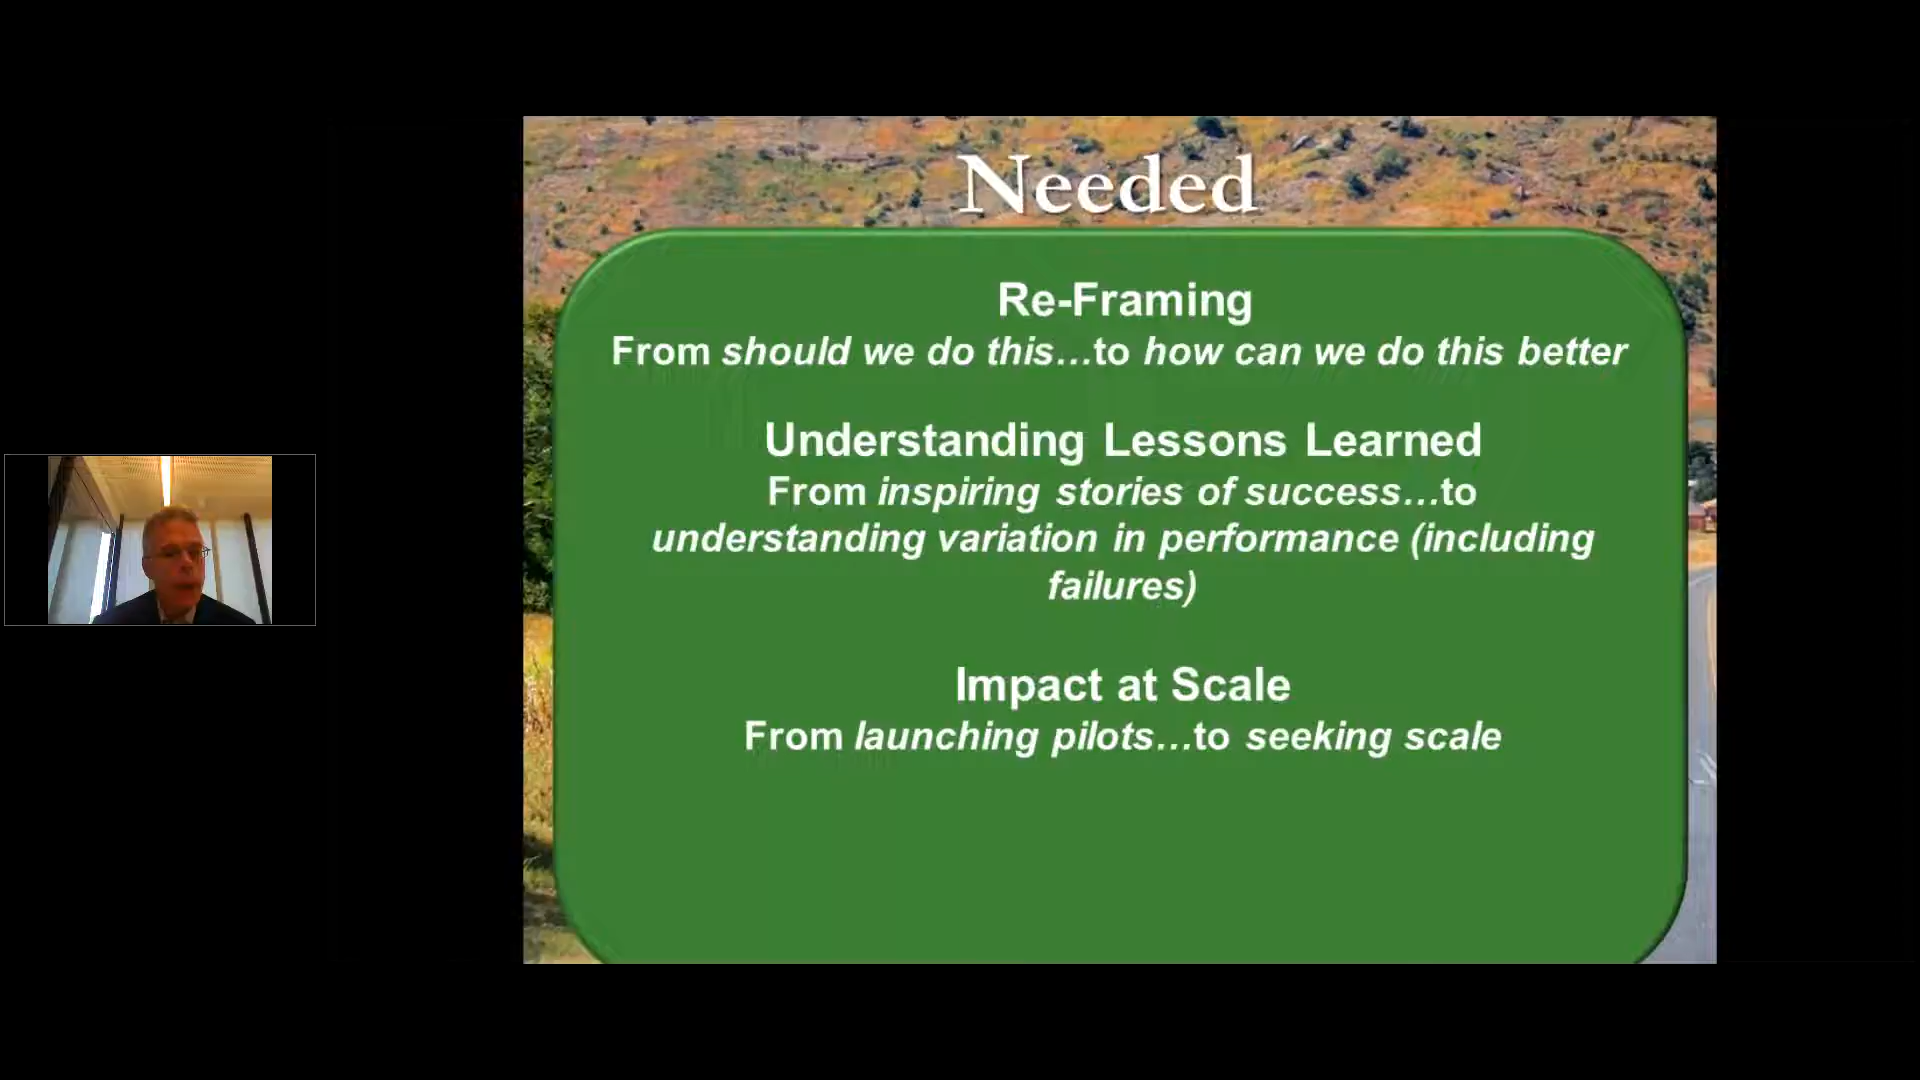 Needed
Re-Framing
From should we do this...to how can we do this better
Understanding Lessons Learned
From inspiring stories of success...to
understanding variation in performance (including
failures)
Impact at Scale
From launching pilots...to seeking scale